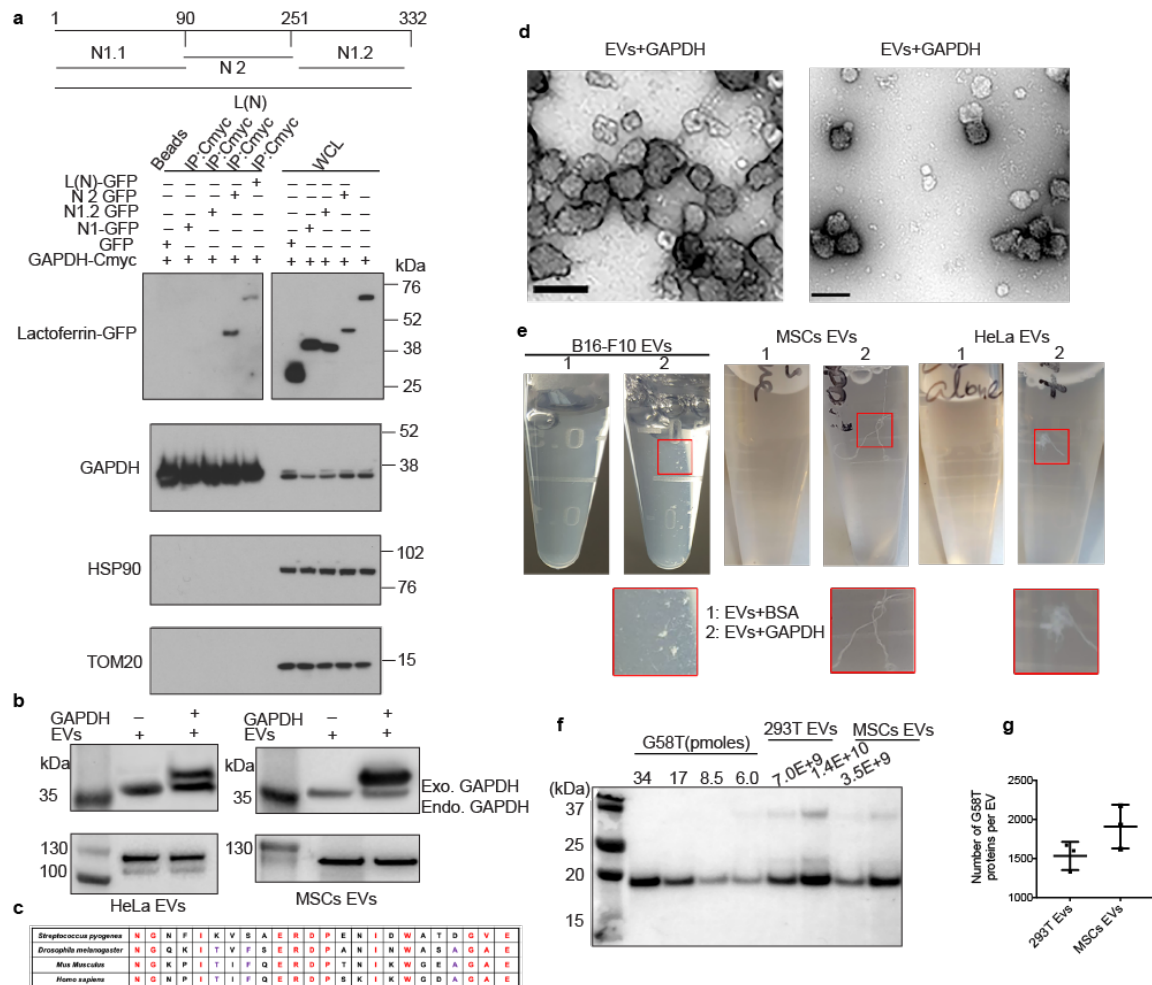 a
1 90 251 332
N1.1 N 2 N1.2
L(N)
Beads IP:Cmyc IP:Cmyc IP:Cmyc IP:Cmyc WCL
L(N)-GFP – – – – + – – – – +
N 2 GFP – – – + – – – – + –
N1.2 GFP – – + – – – – + – –
N1-GFP – + – – – – + – – –
GFP + – – – – + – – – –
GAPDH-Cmyc + + + + + + + + + +
kDa
Lactoferrin-GFP
76
52
38
25
GAPDH
52
38
HSP90
102
76
TOM20
15
b
GAPDH – +
EVs + +
kDa
35
130
100
HeLa EVs
GAPDH – +
EVs + +
kDa
35
Exo. GAPDH
Endo. GAPDH
130
MSCs EVs
c
Streptococcus pyogenes N G N F I K V S A E R D P E N I D W A T D G V E
Drosophila melanogaster N G Q K I T V F S E R D P A N I N W A S A G A E
Mus Musculus N G K P I T I F Q E R D P T N I K W G E A G A E
Homo sapiens N G N P I T I F Q E R D P S K I K W G D A G V E
d
EVs+GAPDH EVs+GAPDH
e
B16-F10 EVs MSCs EVs HeLa EVs
1 2 1 2 1 2
alone
1: EVs+BSA
2: EVs+GAPDH
f
G58T(pmoles) 293T EVs MSCs EVs
34 17 8.5 6.0 7.0E+9 1.4E+10 3.5E+9
(kDa)
37
25
20
15
g
Number of G58T
proteins per EV
2500
2000
1500
1000
293T EVs MSCs EVs